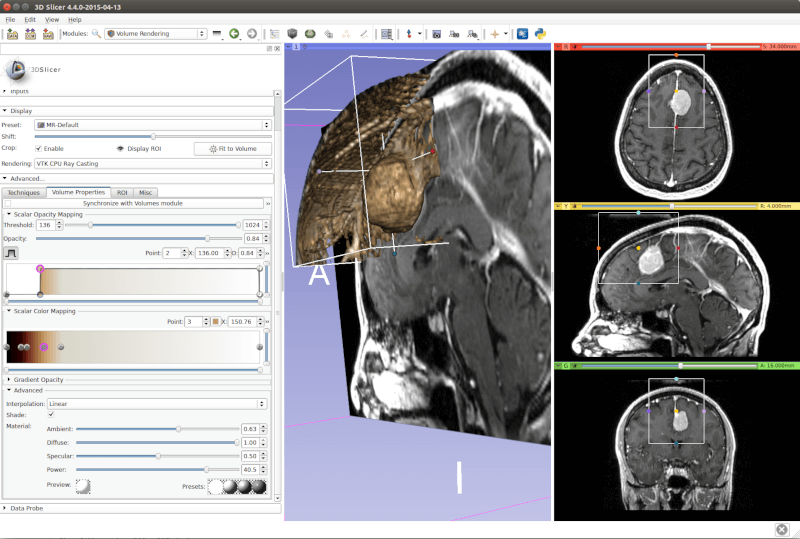 3D Slicer 4.4.0-2015-04-13
File Edit View Help
DATA DCM SAVE Modules: Volume Rendering
3DSlicer
Inputs
Display
Preset: MR-Default
Shift:
Crop: Enable Display ROI Fit to Volume
Rendering: VTK CPU Ray Casting
Advanced...
Techniques Volume Properties ROI Misc
Synchronize with Volumes module
Scalar Opacity Mapping
Threshold: 136 1024
Opacity: 0.84
Point: 2 X: 136.00 O: 0.84
Scalar Color Mapping
Point: 3 X: 150.76
Gradient Opacity
Advanced
Interpolation: Linear
Shade:
Material: Ambient: 0.63
Diffuse: 1.00
Specular: 0.50
Power: 40.5
Preview: Presets:
Data Probe
1
A
I
R S: 34.000mm
Y R: 4.000mm
G A: 16.000mm